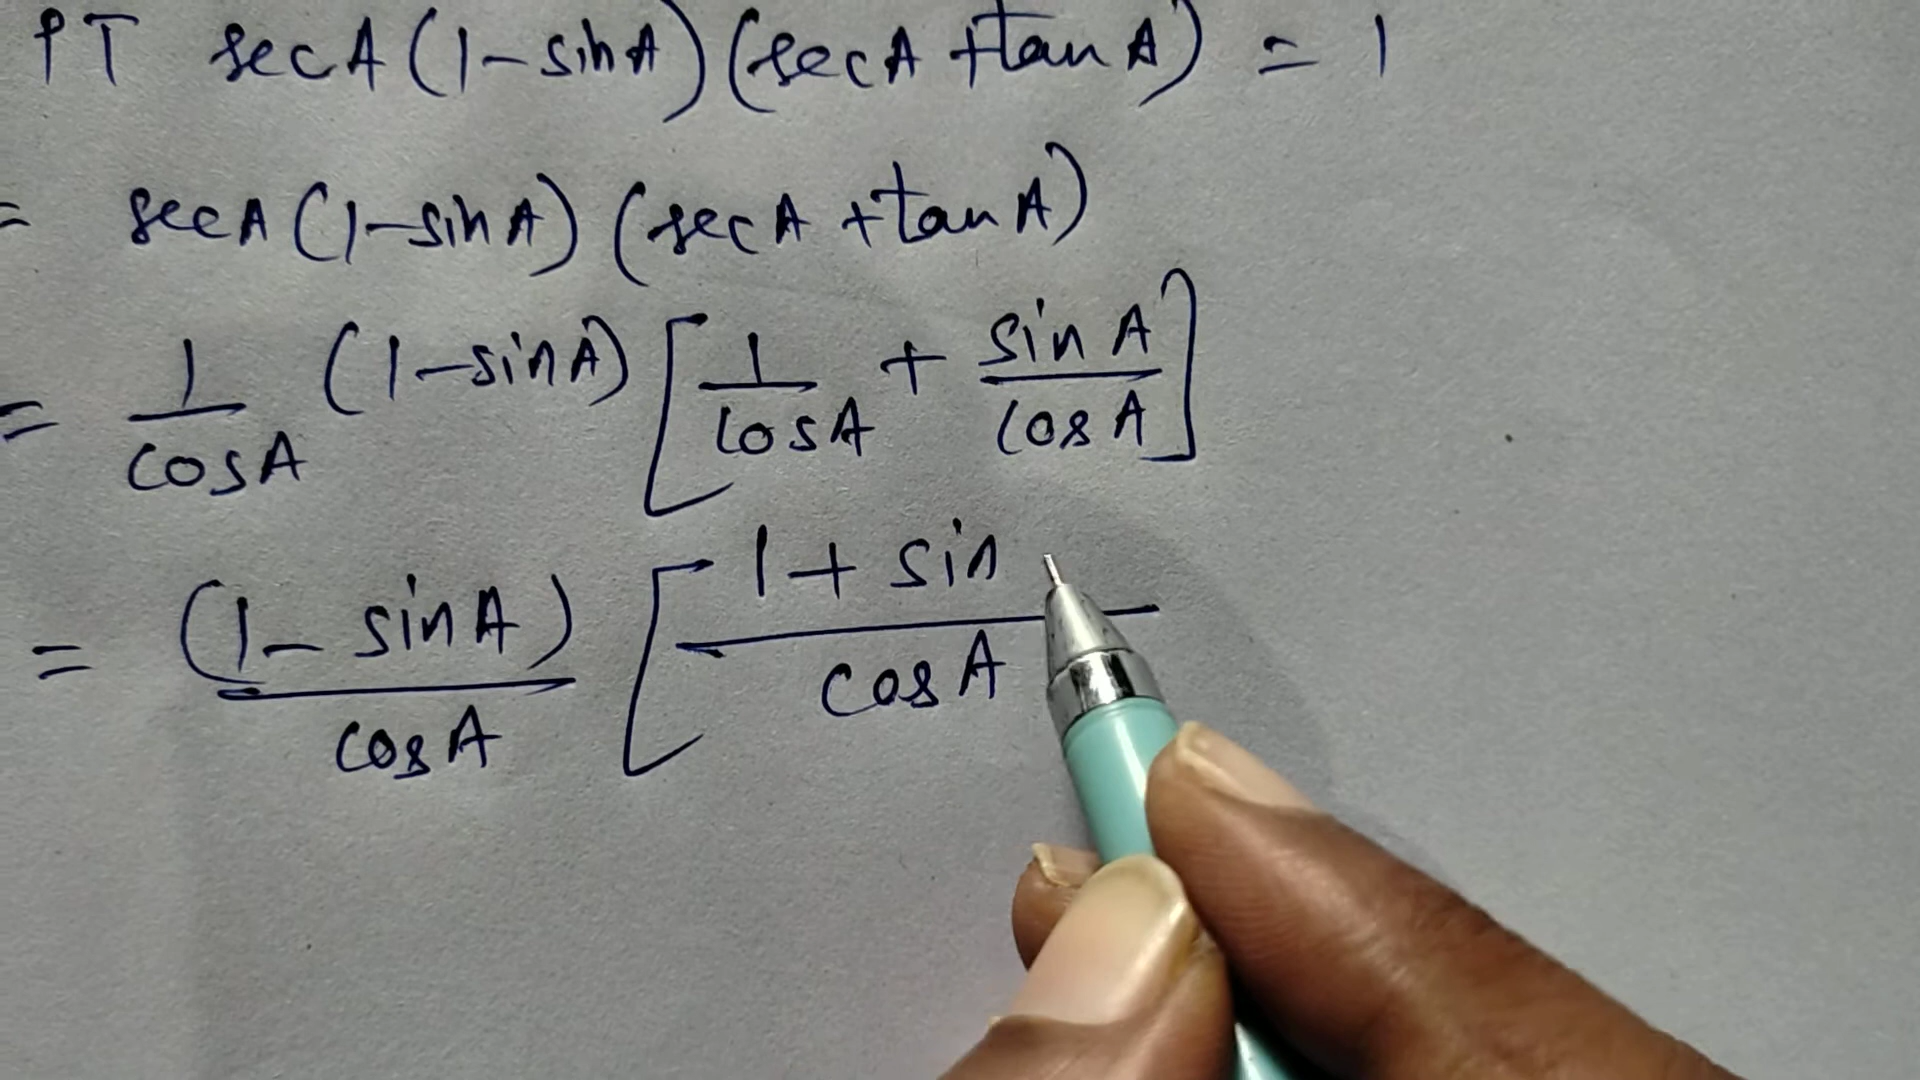 PT secA(1-sinA)(secA+tanA) = 1
= secA(1-sinA)(secA+tanA)
= 1/cosA (1-sinA)[1/cosA + sinA/cosA]
= (1-sinA)/cosA [1+sin/cosA